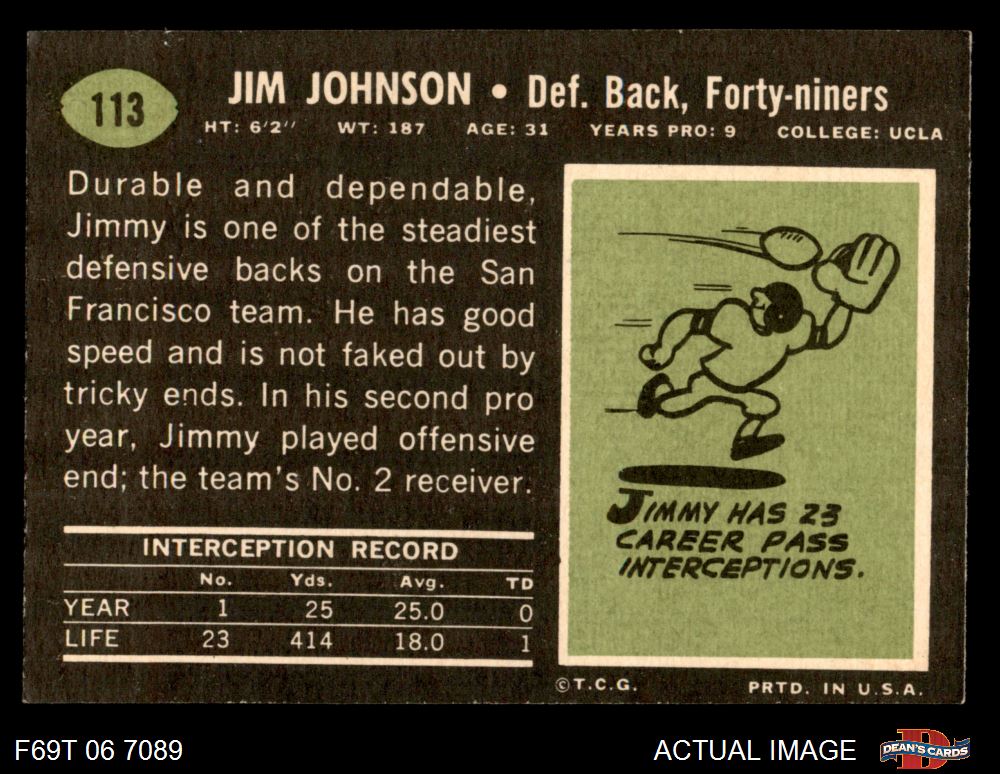 113
JIM JOHNSON • Def. Back, Forty-niners
HT: 6'2" WT: 187 AGE: 31 YEARS PRO: 9 COLLEGE: UCLA
Durable and dependable,
Jimmy is one of the steadiest
defensive backs on the San
Francisco team. He has good
speed and is not faked out by
tricky ends. In his second pro
year, Jimmy played offensive
end; the team's No. 2 receiver.
INTERCEPTION RECORD
No. Yds. Avg. TD
YEAR 1 25 25.0 0
LIFE 23 414 18.0 1
JIMMY HAS 23
CAREER PASS
INTERCEPTIONS.
© T.C.G. PRTD. IN U.S.A.
F69T 06 7089
ACTUAL IMAGE
D
DEAN'S CARDS